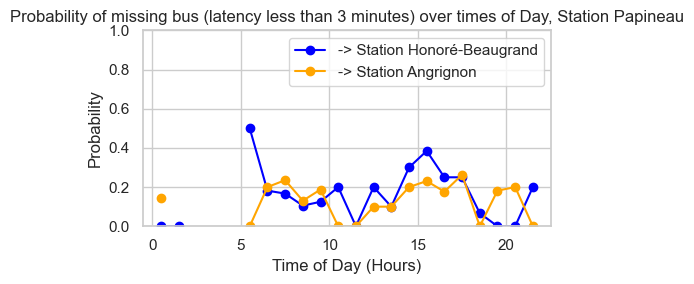 Probability of missing bus (latency less than 3 minutes) over times of Day, Station Papineau
1.0
-> Station Honoré-Beaugrand
-> Station Angrignon
0.8
0.6
0.4
0.2
0.0
Probability
0
5
10
15
20
Time of Day (Hours)